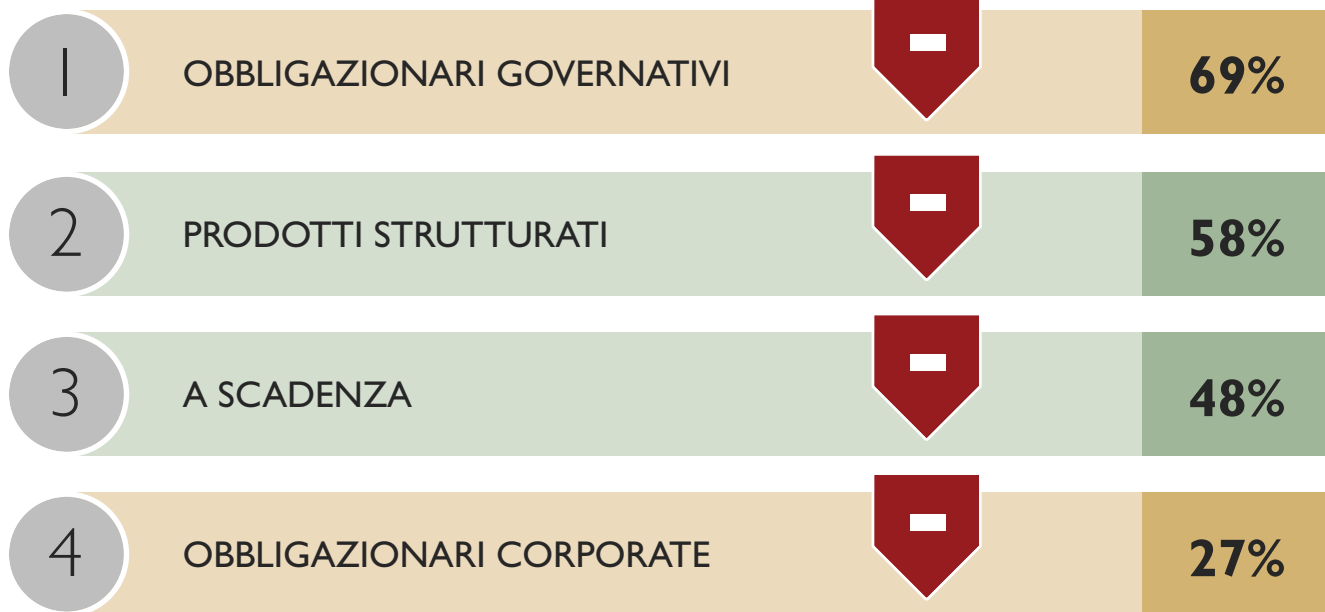 1 OBBLIGAZIONARI GOVERNATIVI - 69%
2 PRODOTTI STRUTTURATI - 58%
3 A SCADENZA - 48%
4 OBBLIGAZIONARI CORPORATE - 27%